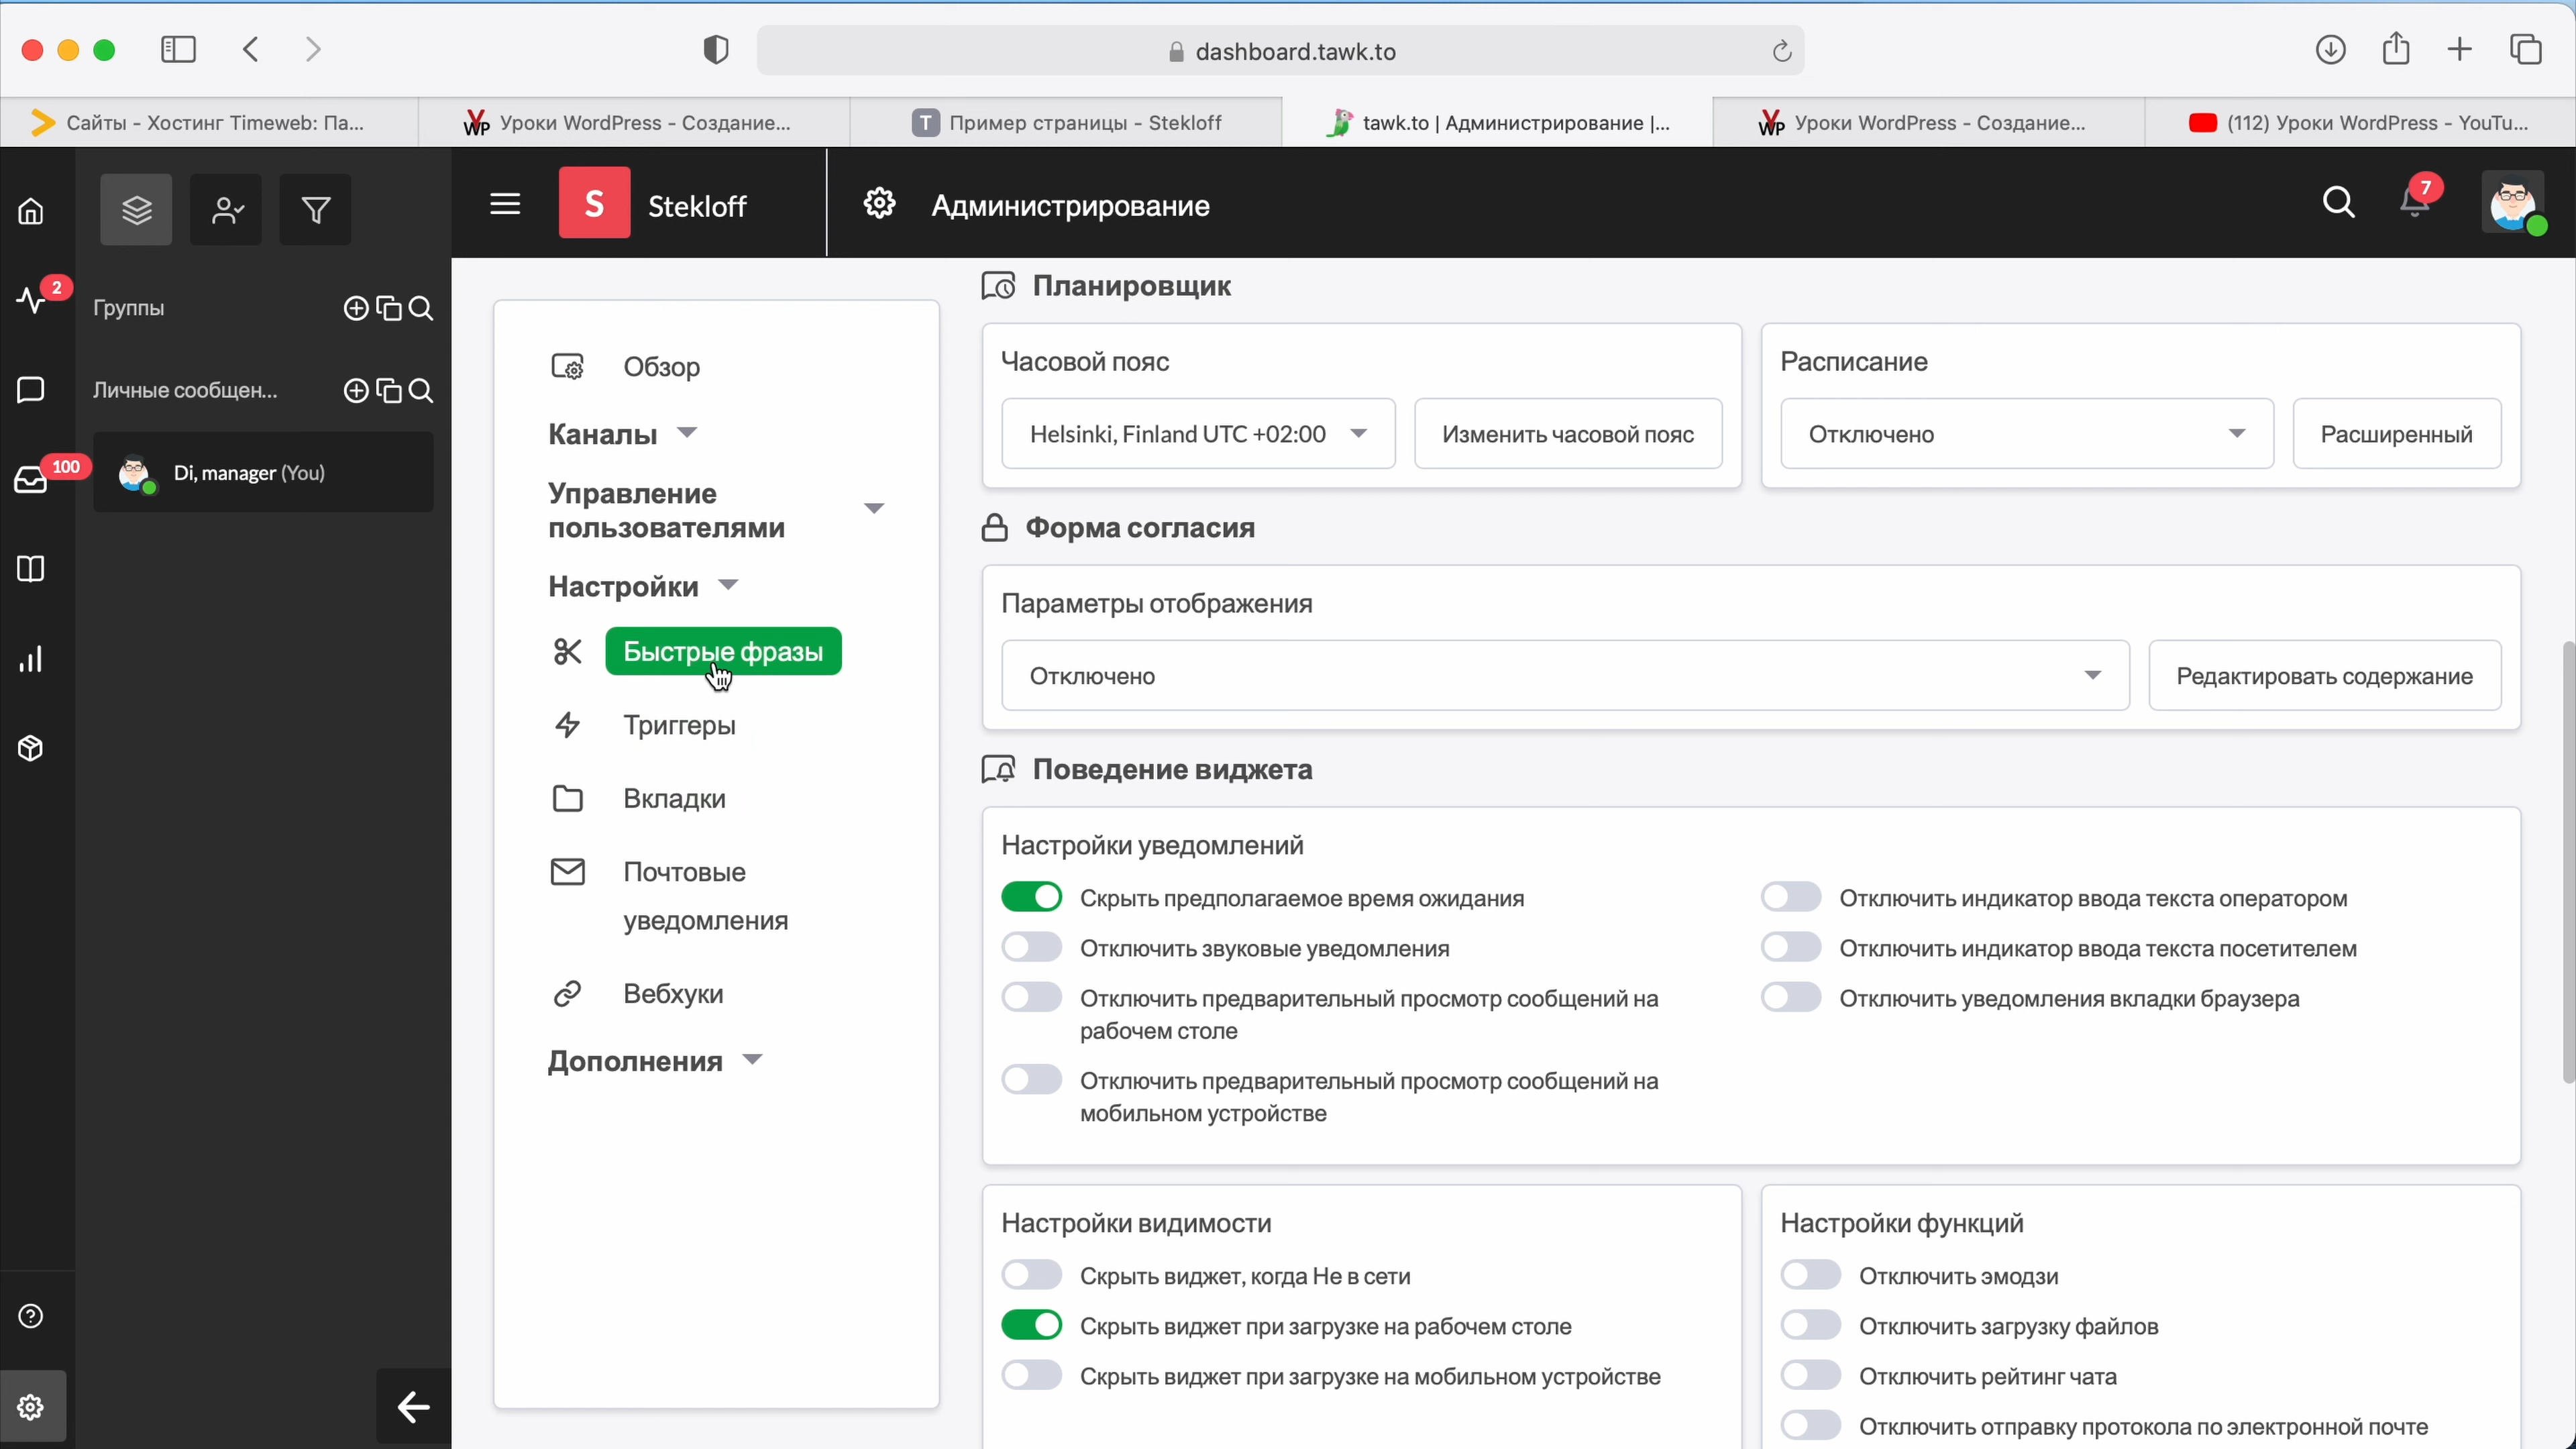 dashboard.tawk.to
Сайты - Хостинг Timeweb: Па...
WP Уроки WordPress - Создание...
T Пример страницы - Stekloff
tawk.to | Администрирование |...
WP Уроки WordPress - Создание...
(112) Уроки WordPress - YouTu...
S Stekloff
Администрирование
7
2
100
Группы
Личные сообщен...
Di, manager (You)
Обзор
Каналы
Управление
пользователями
Настройки
Быстрые фразы
Триггеры
Вкладки
Почтовые
уведомления
Вебхуки
Дополнения
Планировщик
Часовой пояс
Helsinki, Finland UTC +02:00
Изменить часовой пояс
Расписание
Отключено
Расширенный
Форма согласия
Параметры отображения
Отключено
Редактировать содержание
Поведение виджета
Настройки уведомлений
Скрыть предполагаемое время ожидания
Отключить звуковые уведомления
Отключить предварительный просмотр сообщений на
рабочем столе
Отключить предварительный просмотр сообщений на
мобильном устройстве
Отключить индикатор ввода текста оператором
Отключить индикатор ввода текста посетителем
Отключить уведомления вкладки браузера
Настройки видимости
Скрыть виджет, когда Не в сети
Скрыть виджет при загрузке на рабочем столе
Скрыть виджет при загрузке на мобильном устройстве
Настройки функций
Отключить эмодзи
Отключить загрузку файлов
Отключить рейтинг чата
Отключить отправку протокола по электронной почте